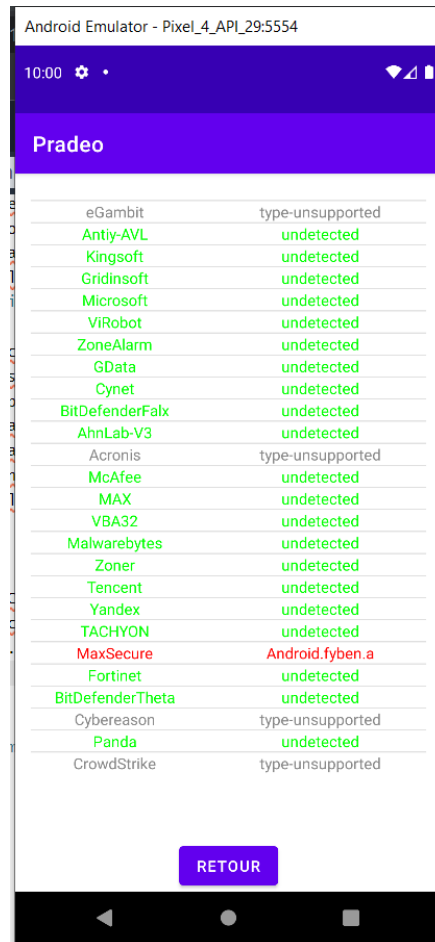 Android Emulator - Pixel_4_API_29:5554
10:00
Pradeo
eGambit type-unsupported
Antiy-AVL undetected
Kingsoft undetected
Gridinsoft undetected
Microsoft undetected
ViRobot undetected
ZoneAlarm undetected
GData undetected
Cynet undetected
BitDefenderFalx undetected
AhnLab-V3 undetected
Acronis type-unsupported
McAfee undetected
MAX undetected
VBA32 undetected
Malwarebytes undetected
Zoner undetected
Tencent undetected
Yandex undetected
TACHYON undetected
MaxSecure Android.fyben.a
Fortinet undetected
BitDefenderTheta undetected
Cybereason type-unsupported
Panda undetected
CrowdStrike type-unsupported
RETOUR